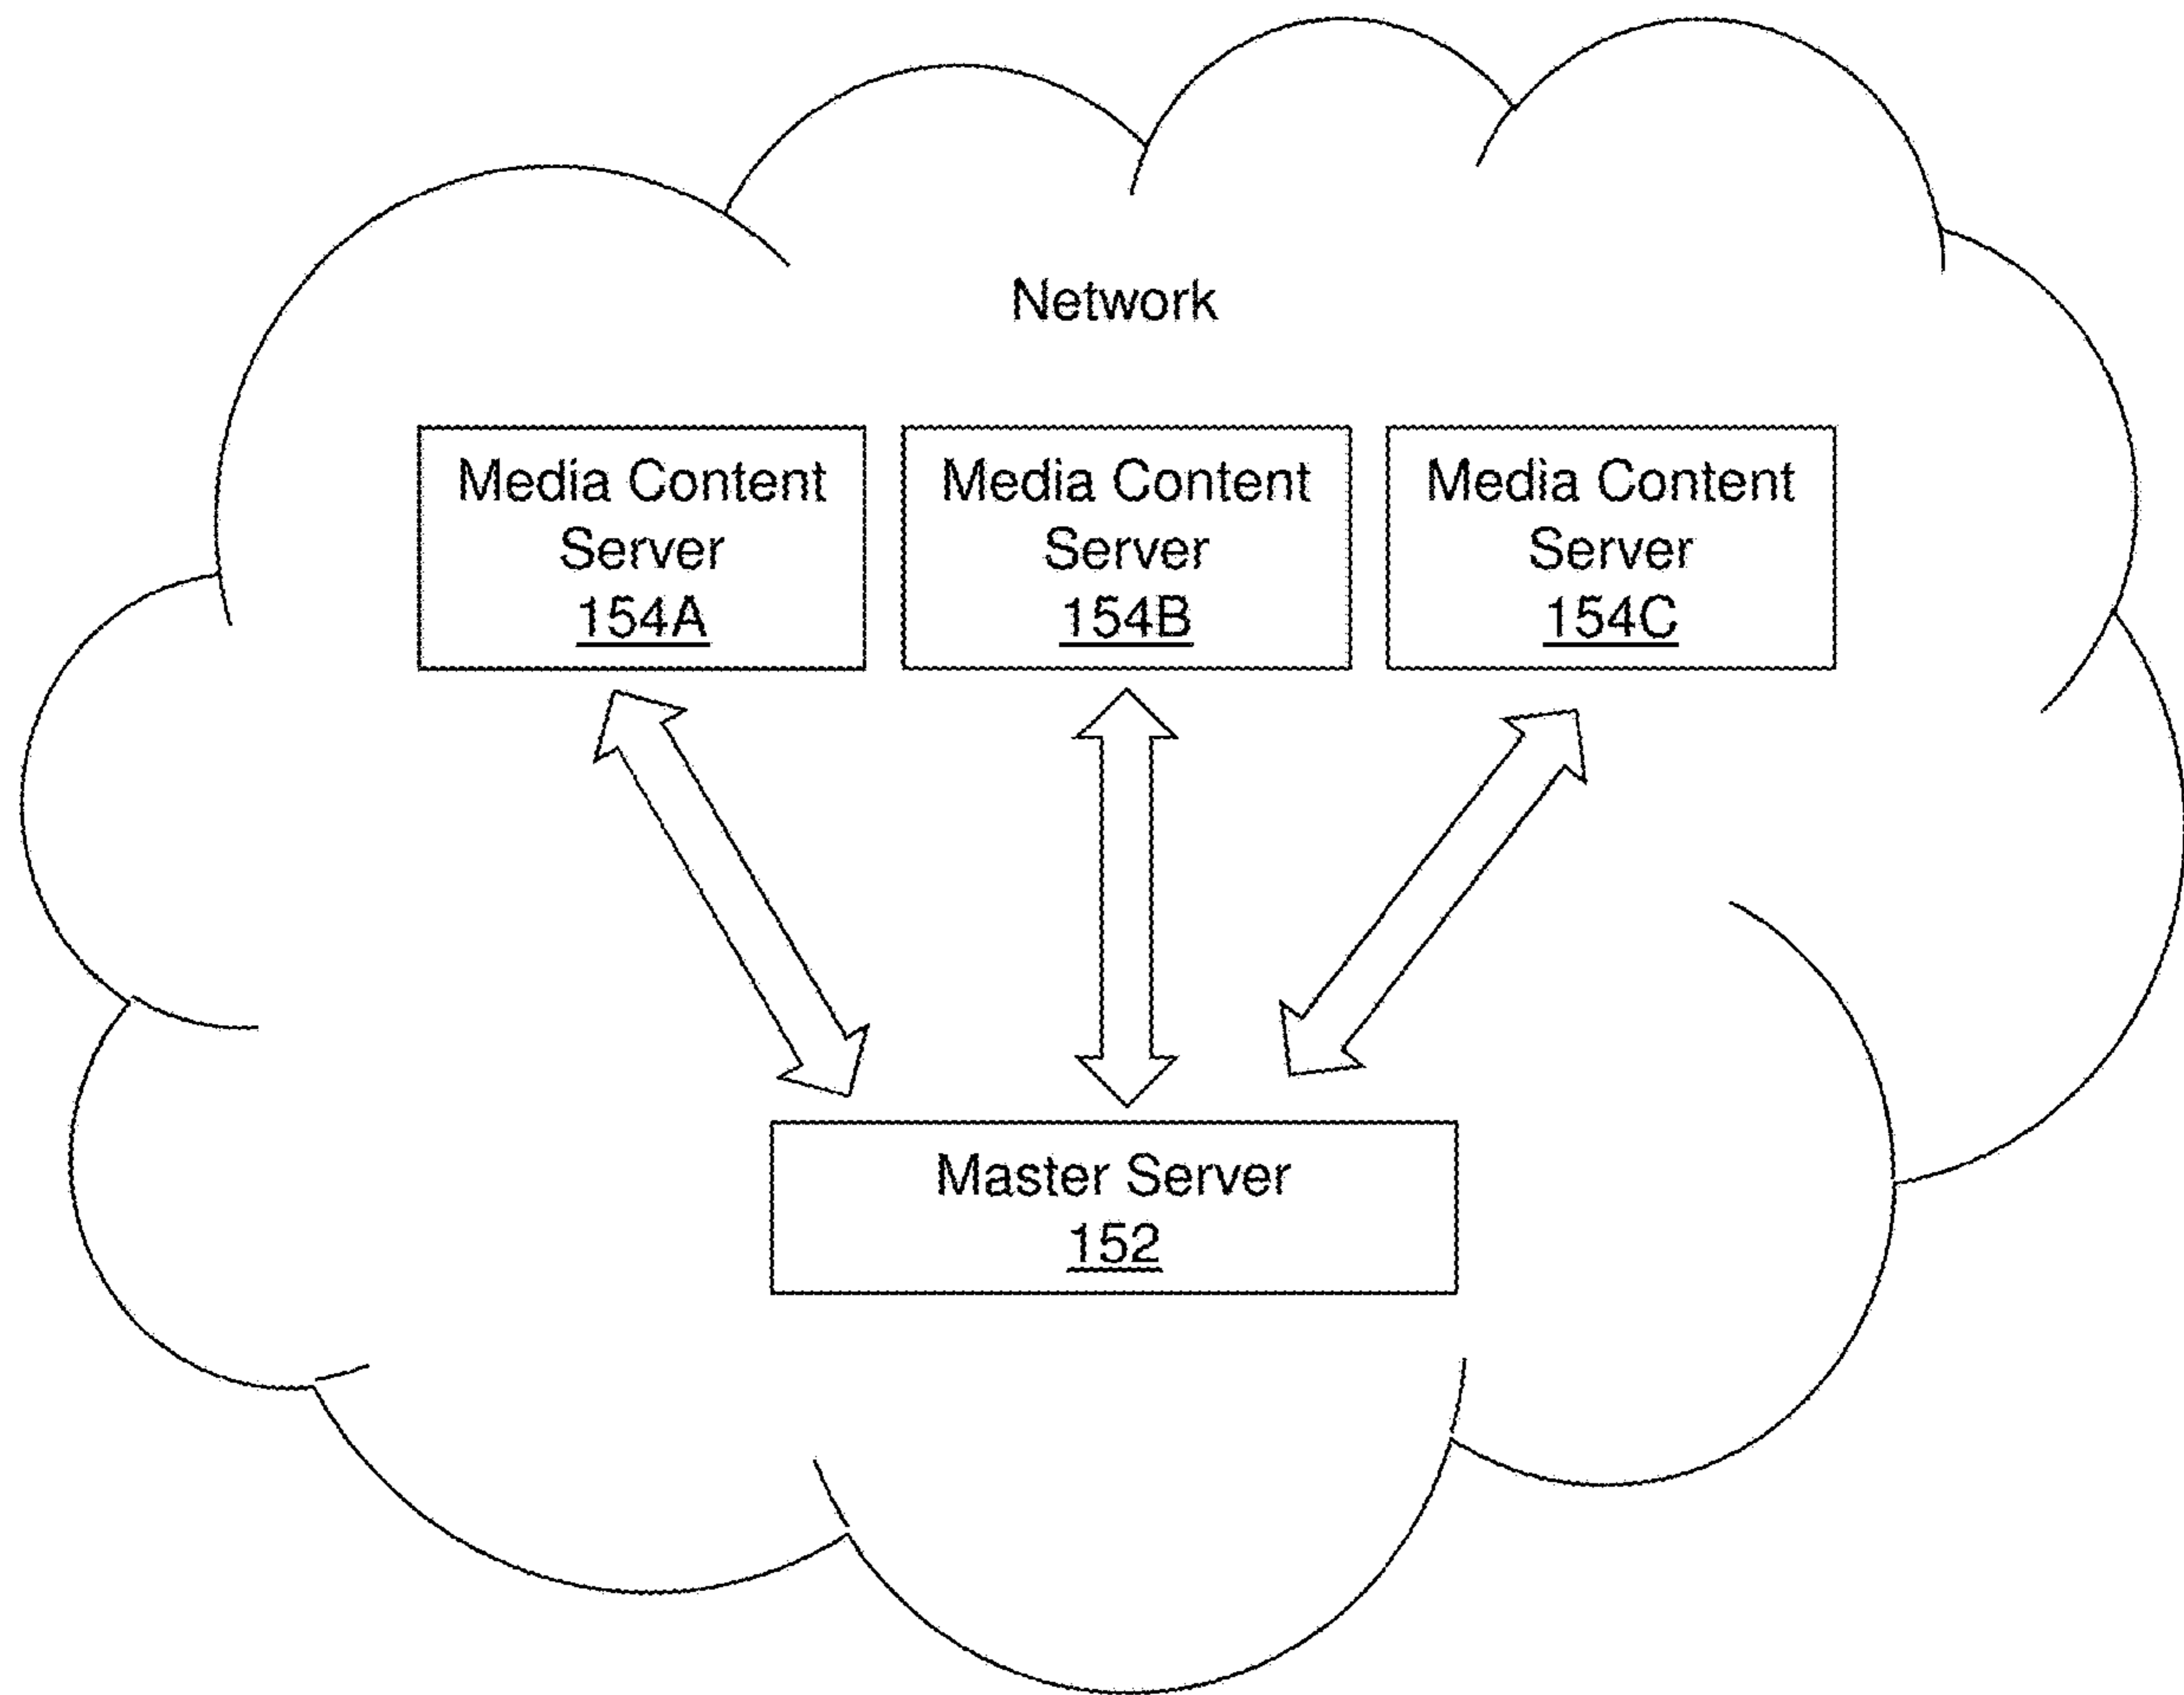 Network
Media Content
Server
154A
Media Content
Server
154B
Media Content
Server
154C
Master Server
152